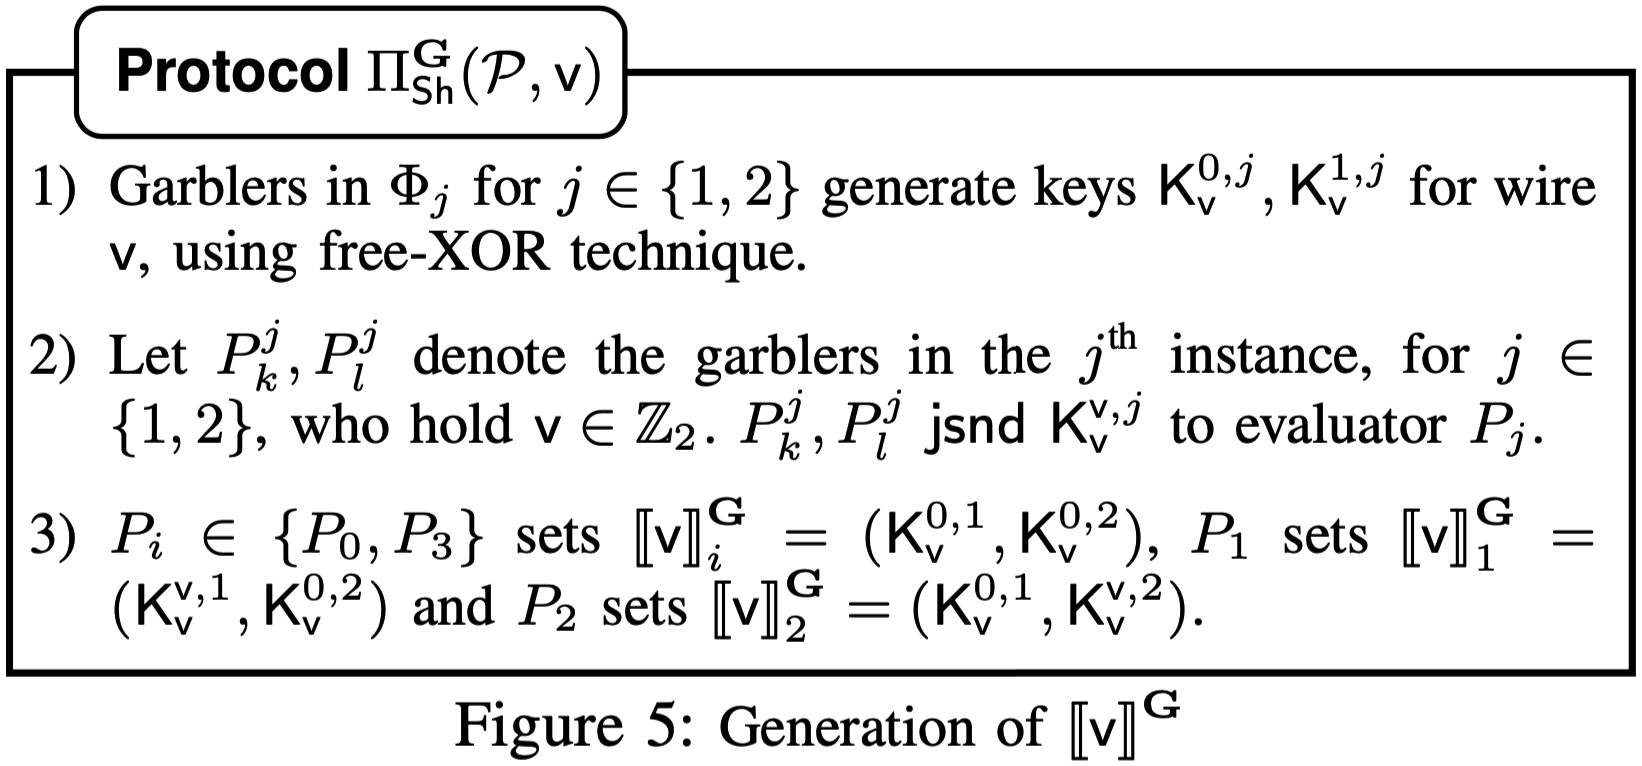 Protocol Π^G_Sh(𝒫, v)
1) Garblers in Φ_j for j ∈ {1, 2} generate keys K_v^{0,j}, K_v^{1,j} for wire
v, using free-XOR technique.
2) Let P_k^j, P_l^j denote the garblers in the j^th instance, for j ∈
{1, 2}, who hold v ∈ ℤ_2. P_k^j, P_l^j jsnd K_v^{v,j} to evaluator P_j.
3) P_i ∈ {P_0, P_3} sets ⟦v⟧_i^G = (K_v^{0,1}, K_v^{0,2}), P_1 sets ⟦v⟧_1^G =
(K_v^{v,1}, K_v^{0,2}) and P_2 sets ⟦v⟧_2^G = (K_v^{0,1}, K_v^{v,2}).
Figure 5: Generation of ⟦v⟧^G